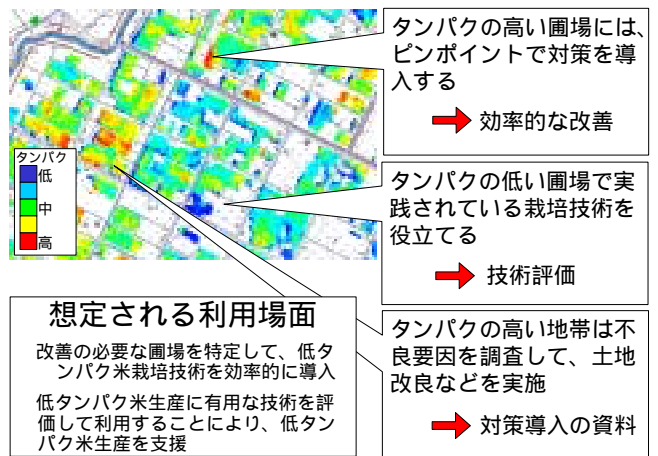 タンパクの高い圃場には、
ピンポイントで対策を導
入する
効率的な改善
タンパク
低
中
高
タンパクの低い圃場で実
践されている栽培技術を
役立てる
技術評価
想定される利用場面
改善の必要な圃場を特定して、低タ
ンパク米栽培技術を効率的に導入
低タンパク米生産に有用な技術を評
価して利用することにより、低タン
パク米生産を支援
タンパクの高い地帯は不
良要因を調査して、土地
改良などを実施
対策導入の資料